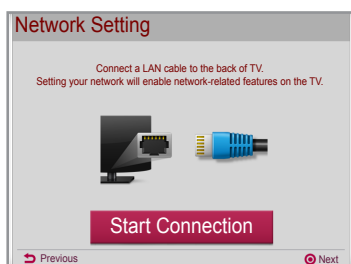 Network Setting
Connect a LAN cable to the back of TV.
Setting your network will enable network-related features on the TV.
Start Connection
Previous
Next